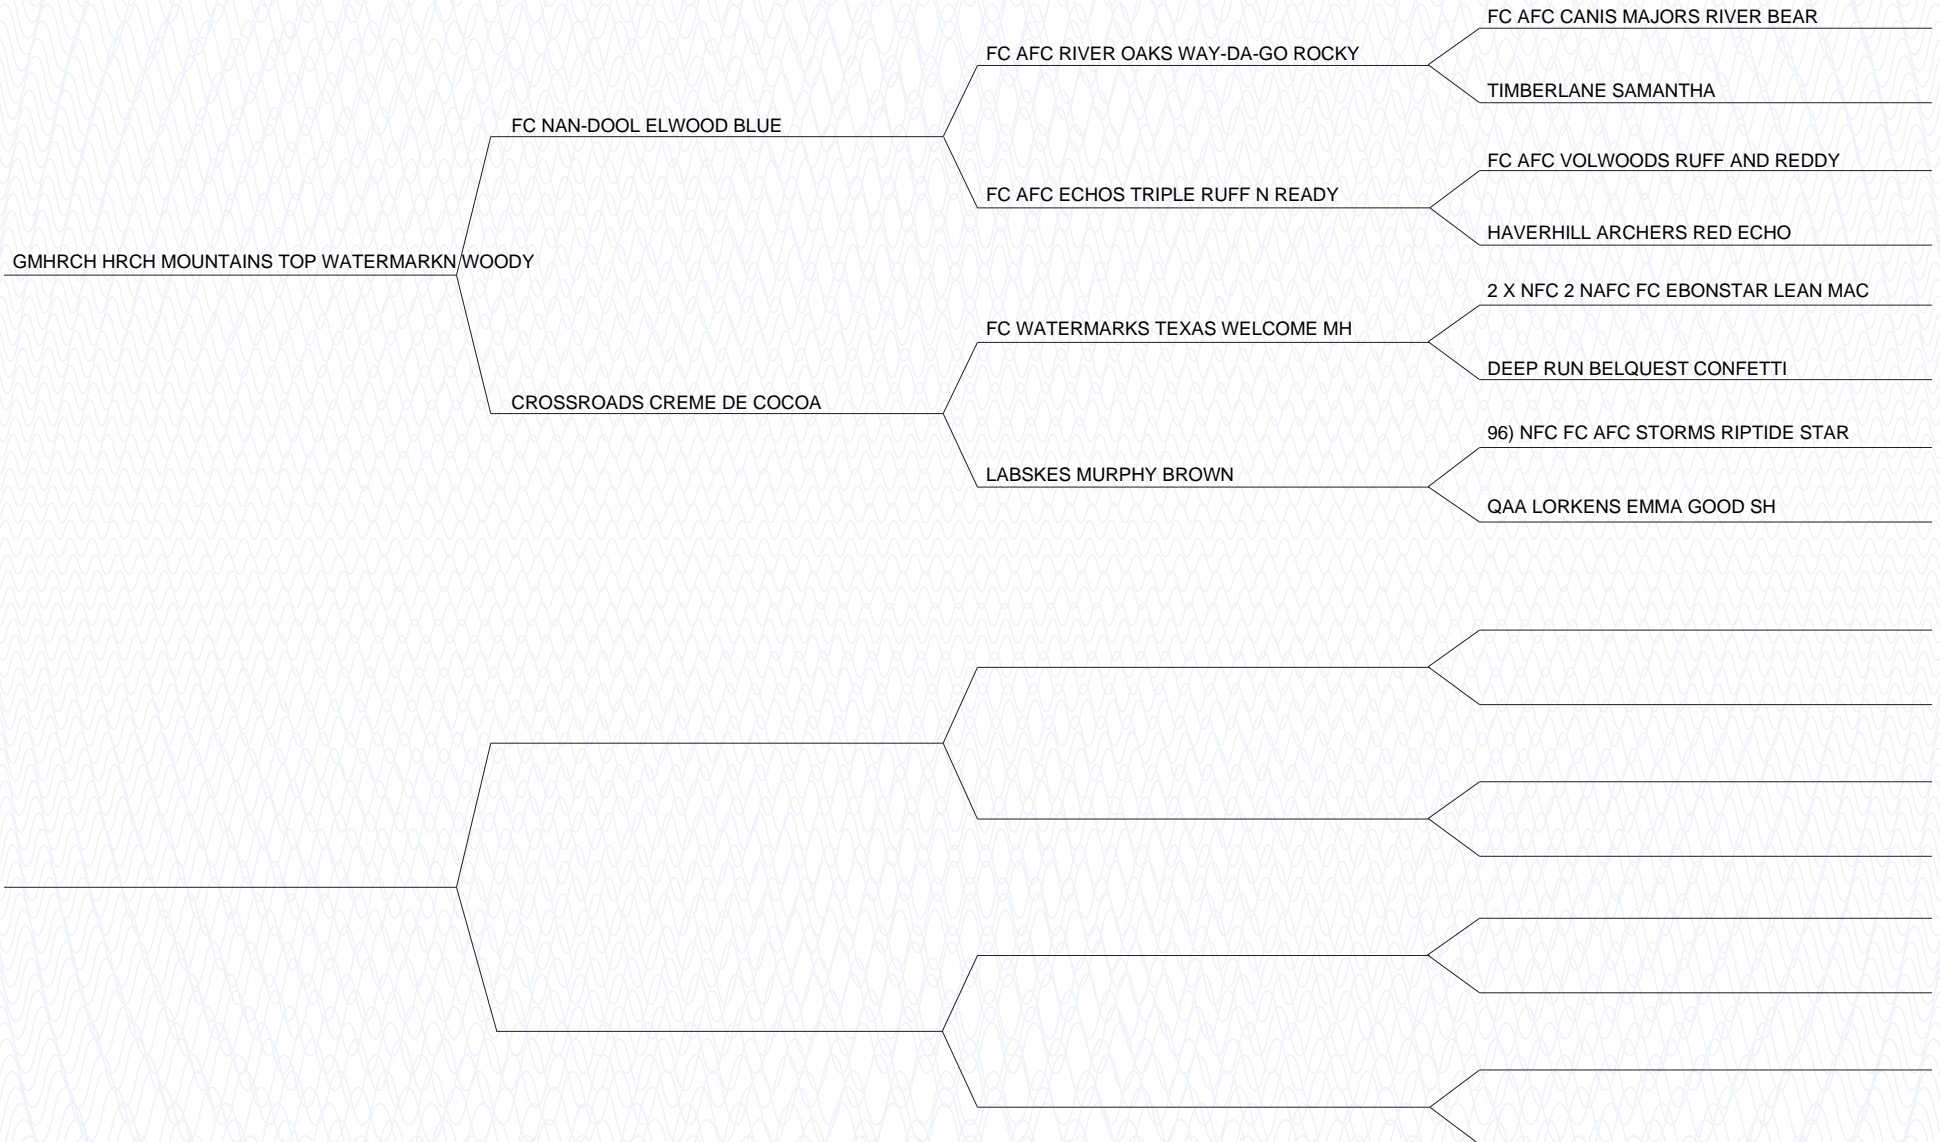 FC AFC CANIS MAJORS RIVER BEAR
FC AFC RIVER OAKS WAY-DA-GO ROCKY
TIMBERLANE SAMANTHA
FC NAN-DOOL ELWOOD BLUE
FC AFC VOLWOODS RUFF AND REDDY
FC AFC ECHOS TRIPLE RUFF N READY
HAVERHILL ARCHERS RED ECHO
GMHRCH HRCH MOUNTAINS TOP WATERMARKN WOODY
2 X NFC 2 NAFC FC EBONSTAR LEAN MAC
FC WATERMARKS TEXAS WELCOME MH
DEEP RUN BELQUEST CONFETTI
CROSSROADS CREME DE COCOA
96) NFC FC AFC STORMS RIPTIDE STAR
LABSKES MURPHY BROWN
QAA LORKENS EMMA GOOD SH